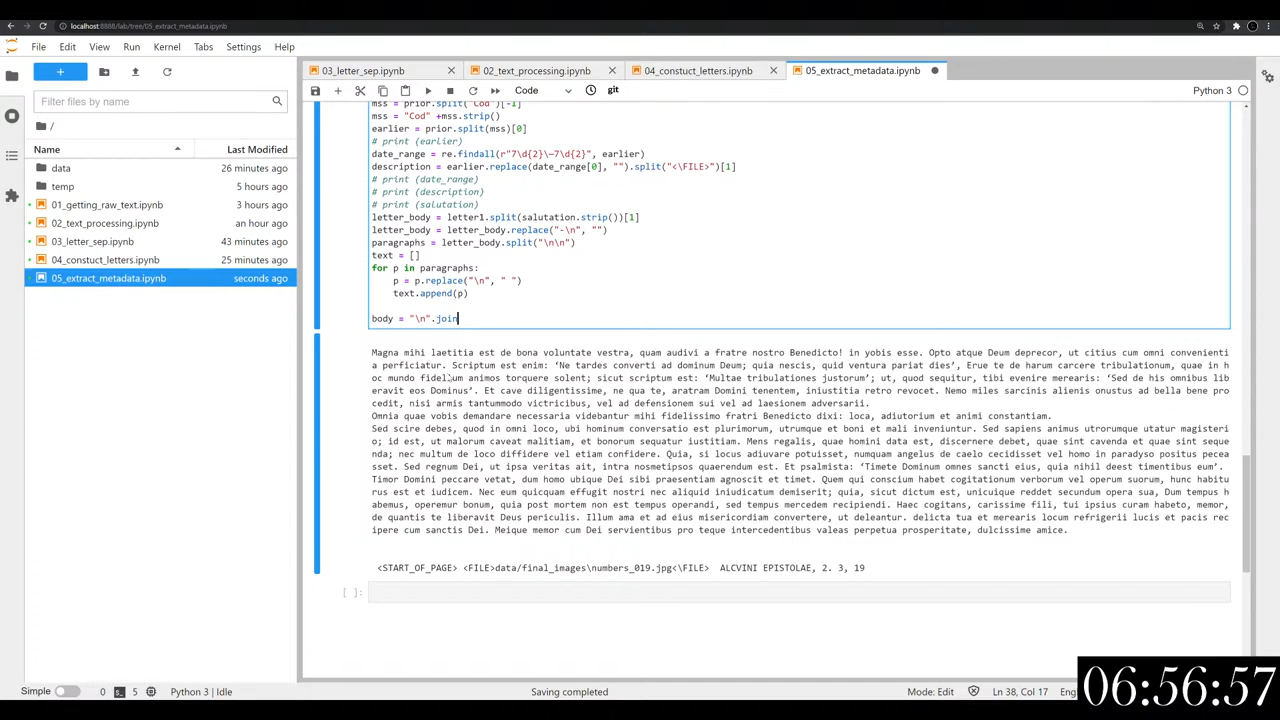 localhost:8888/lab/tree/05_extract_metadata.ipynb
File Edit View Run Kernel Tabs Settings Help
03_letter_sep.ipynb
02_text_processing.ipynb
04_constuct_letters.ipynb
05_extract_metadata.ipynb
Code
git
Python 3
Filter files by name
/
Name Last Modified
data 26 minutes ago
temp 5 hours ago
01_getting_raw_text.ipynb 3 hours ago
02_text_processing.ipynb an hour ago
03_letter_sep.ipynb 43 minutes ago
04_constuct_letters.ipynb 25 minutes ago
05_extract_metadata.ipynb seconds ago
mss = prior.split("Cod")[-1]
mss = "Cod" +mss.strip()
earlier = prior.split(mss)[0]
# print (earlier)
date_range = re.findall(r"7\d{2}\—7\d{2}", earlier)
description = earlier.replace(date_range[0], "").split("<\FILE>")[1]
# print (date_range)
# print (description)
# print (salutation)
letter_body = letter1.split(salutation.strip())[1]
letter_body = letter_body.replace("-\n", "")
paragraphs = letter_body.split("\n\n")
text = []
for p in paragraphs:
p = p.replace("\n", " ")
text.append(p)
body = "\n".join
Magna mihi laetitia est de bona voluntate vestra, quam audivi a fratre nostro Benedicto! in yobis esse. Opto atque Deum deprecor, ut citius cum omni convenienti
a perficiatur. Scriptum est enim: ‘Ne tardes converti ad dominum Deum; quia nescis, quid ventura pariat dies’, Erue te de harum carcere tribulationum, quae in h
oc mundo fidelium animos torquere solent; sicut scriptum est: ‘Multae tribulationes justorum’; ut, quod sequitur, tibi evenire merearis: ‘Sed de his omnibus lib
eravit eos Dominus’. Et cave diligentissime, ne qua te, aratram Domini tenentem, iniustitia retro revocet. Nemo miles sarcinis alienis onustus ad bella bene pro
cedit, nisi armis tantummodo victricibus, vel ad defensionem sui vel ad laesionem adversarii.
Omnia quae vobis demandare necessaria videbantur mihi fidelissimo fratri Benedicto dixi: loca, adiutorium et animi constantiam.
Sed scire debes, quod in omni loco, ubi hominum conversatio est plurimorum, utrumque et boni et mali inveniuntur. Sed sapiens animus utrorumque utatur magisteri
o; id est, ut malorum caveat malitiam, et bonorum sequatur iustitiam. Mens regalis, quae homini data est, discernere debet, quae sint cavenda et quae sint seque
nda; nec multum de loco diffidere vel etiam confidere. Quia, si locus adiuvare potuisset, numquam angelus de caelo cecidisset vel homo in paradyso positus pecea
sset. Sed regnum Dei, ut ipsa veritas ait, intra nosmetipsos quaerendum est. Et psalmista: ‘Timete Dominum omnes sancti eius, quia nihil deest timentibus eum’.
Timor Domini peccare vetat, dum homo ubique Dei sibi praesentiam agnoscit et timet. Quem qui conscium habet cogitationum verborum vel operum suorum, hunc habitu
rus est et iudicem. Nec eum quicquam effugit nostri nec aliquid iniudicatum demiserit; quia, sicut dictum est, unicuique reddet secundum opera sua, Dum tempus h
abemus, operemur bonum, quia post mortem non est tempus operandi, sed tempus mercedem recipiendi. Haec cogitans, carissime fili, tui ipsius curam habeto, memor,
de quantis te liberavit Deus periculis. Illum ama et ad eius misericordiam convertere, ut deleantur. delicta tua et merearis locum refrigerii lucis et pacis rec
ipere cum sanctis Dei. Meique memor cum Dei servientibus pro teque intercedentibus valeas perpetua prosperitate, dulcissime amice.
<START_OF_PAGE> <FILE>data/final_images\numbers_019.jpg<\FILE> ALCVINI EPISTOLAE, 2. 3, 19
[ ]:
Simple 0 5 Python 3 | Idle Saving completed Mode: Edit Ln 38, Col 17
06:56:57